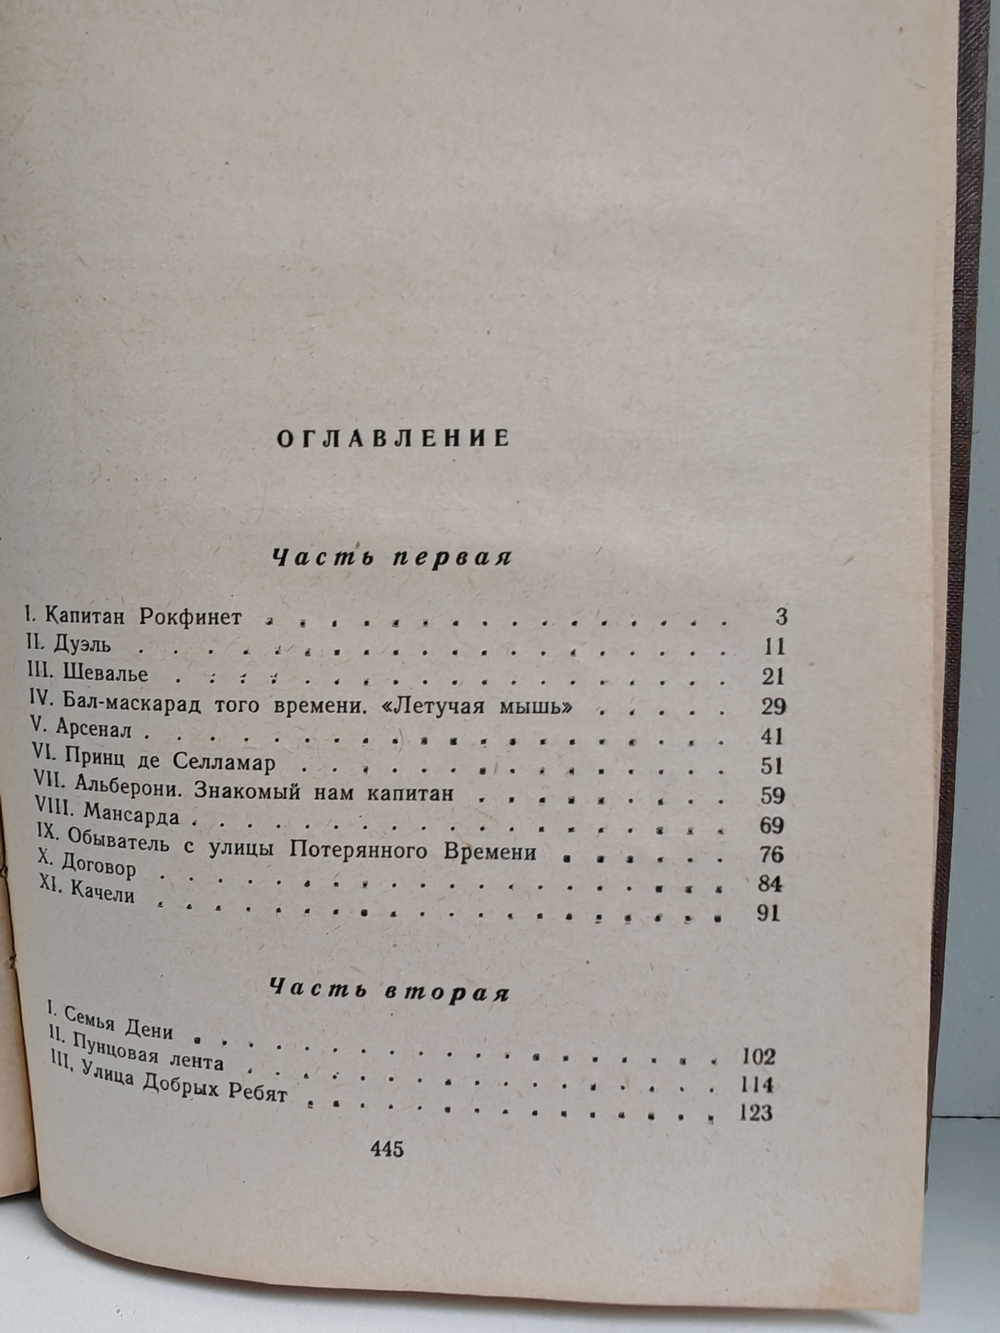 ОГЛАВЛЕНИЕ
Часть первая
I. Капитан Рокфинет . . . . . . . . . . . . . . . . 3
II. Дуэль . . . . . . . . . . . . . . . . . . . . 11
III. Шевалье . . . . . . . . . . . . . . . . . . 21
IV. Бал-маскарад того времени. «Летучая мышь» . . . . . 29
V. Арсенал . . . . . . . . . . . . . . . . . . . . 41
VI. Принц де Селламар . . . . . . . . . . . . . . . 51
VII. Альберони. Знакомый нам капитан . . . . . . . . . 59
VIII. Мансарда . . . . . . . . . . . . . . . . . . 69
IX. Обыватель с улицы Потерянного Времени . . . . . . 76
X. Договор . . . . . . . . . . . . . . . . . . . . 84
XI. Качели . . . . . . . . . . . . . . . . . . . . 91
Часть вторая
I. Семья Дени . . . . . . . . . . . . . . . . . . . 102
II. Пунцовая лента . . . . . . . . . . . . . . . . . 114
III. Улица Добрых Ребят . . . . . . . . . . . . . . . 123
445